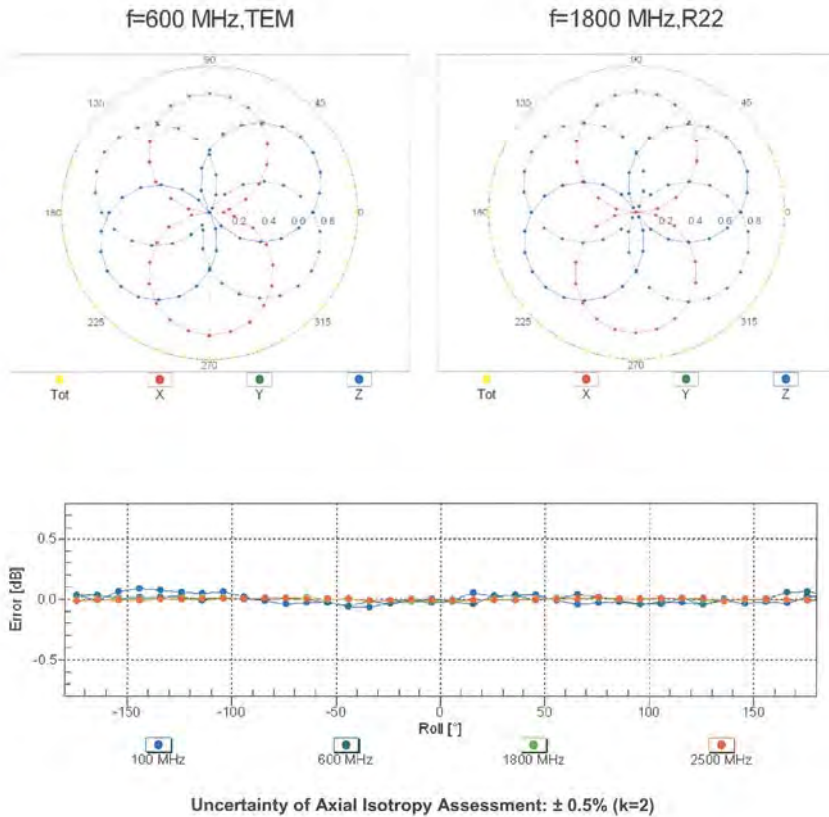 f=600 MHz,TEM
f=1800 MHz,R22
90
135
45
180
0.2
0.4
0.6
0.8
0
225
315
270
Tot
X
Y
Z
90
135
45
180
0.2
0.4
0.6
0.8
0
225
315
270
Tot
X
Y
Z
Error [dB]
0.5
0.0
-0.5
-150
-100
-50
0
50
100
150
Roll [°]
100 MHz
600 MHz
1800 MHz
2500 MHz
Uncertainty of Axial Isotropy Assessment: ± 0.5% (k=2)